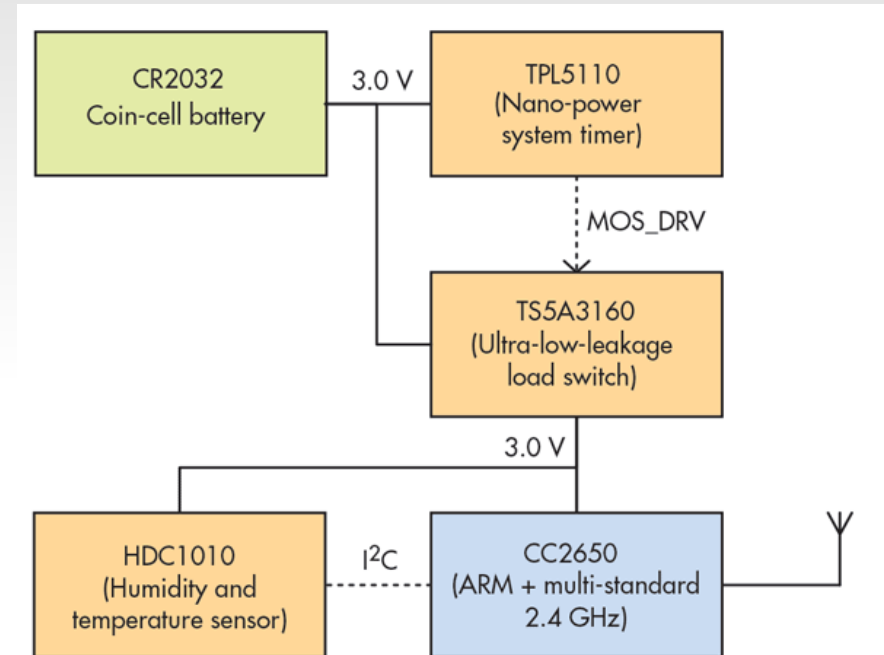 CR2032
Coin-cell battery
3.0 V
TPL5110
(Nano-power
system timer)
MOS_DRV
TS5A3160
(Ultra-low-leakage
load switch)
3.0 V
HDC1010
(Humidity and
temperature sensor)
I²C
CC2650
(ARM + multi-standard
2.4 GHz)